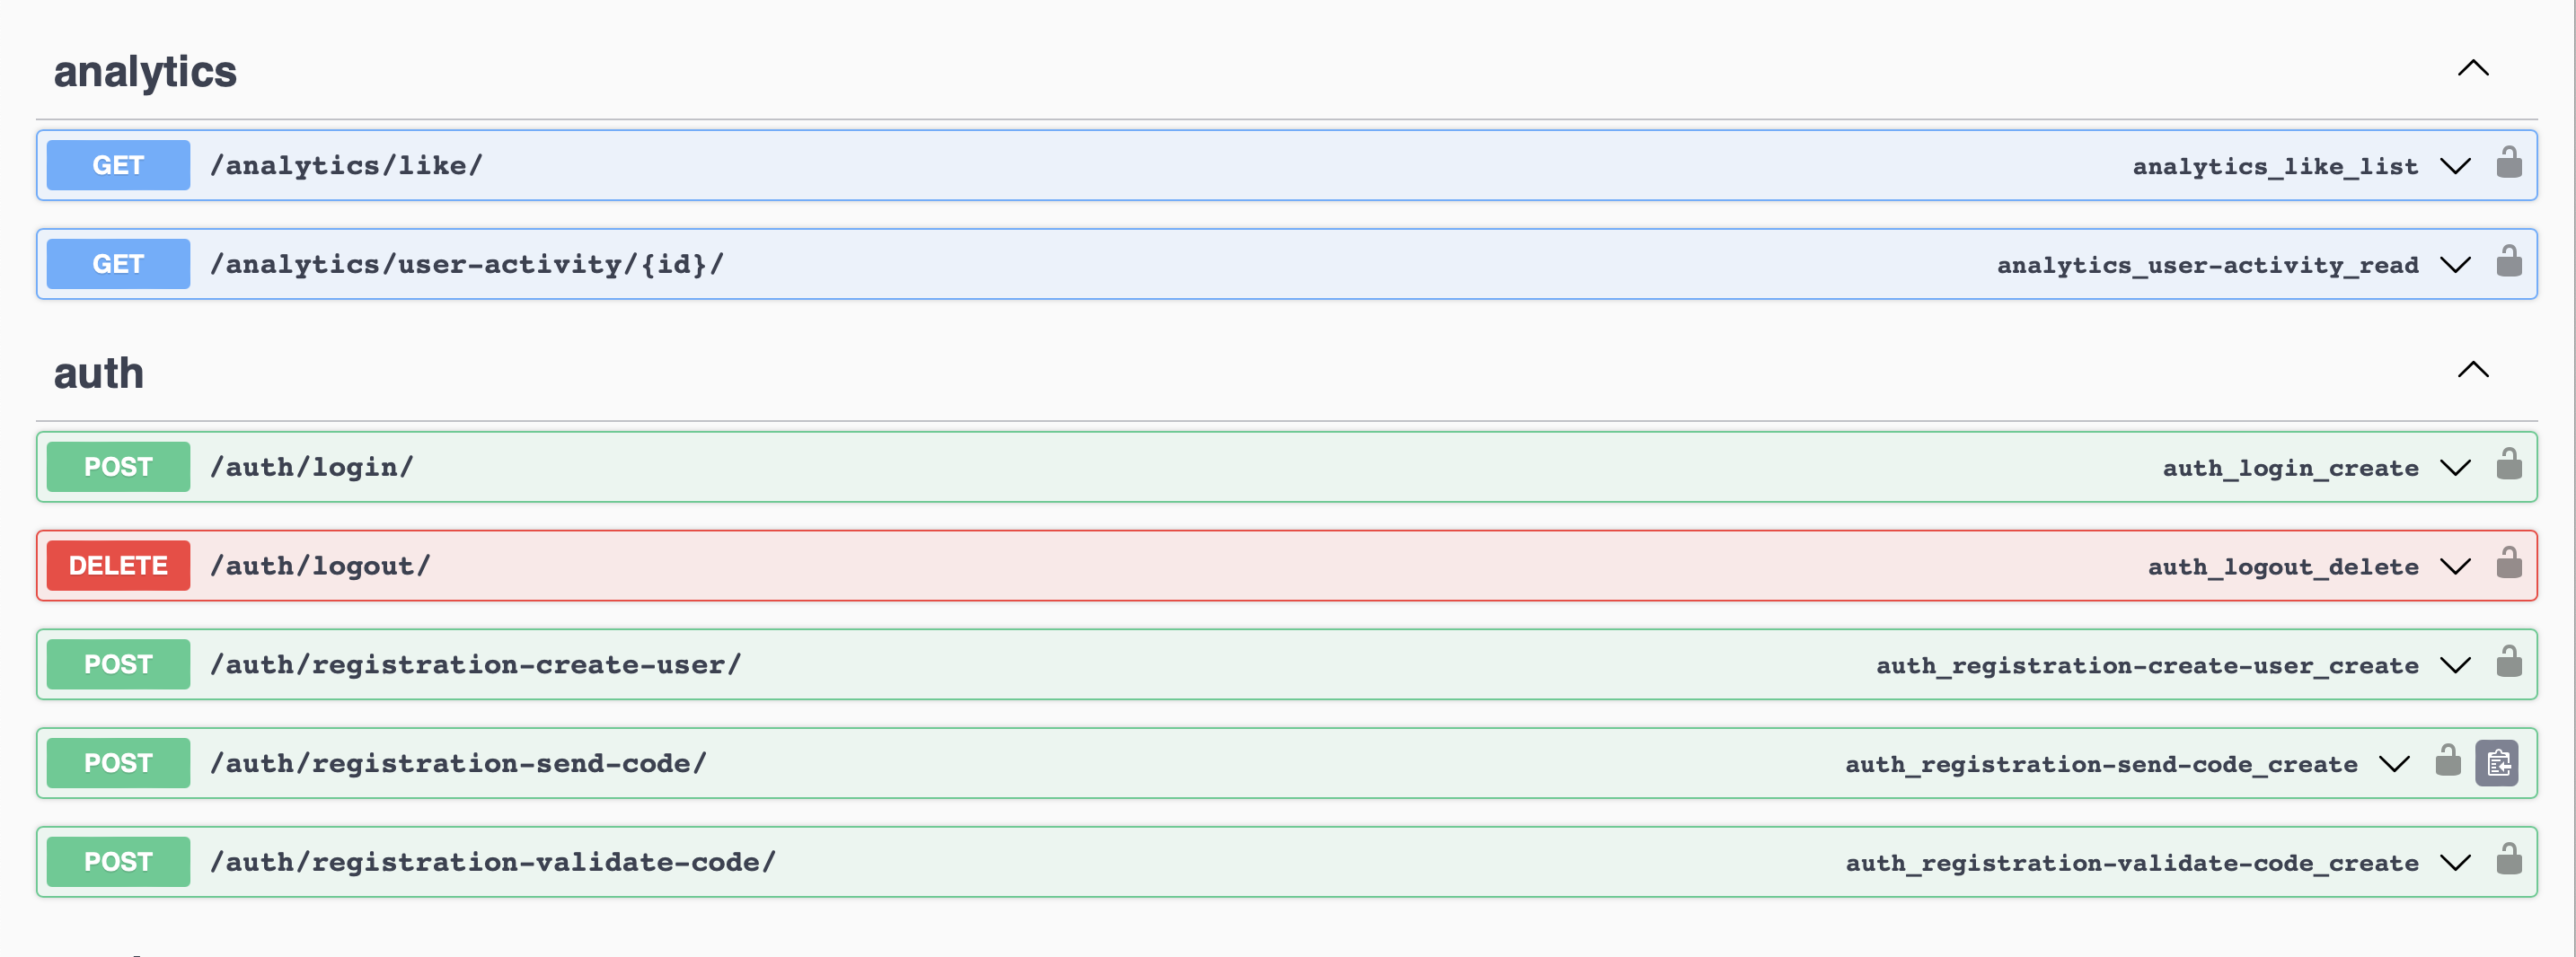 analytics
GET /analytics/like/ analytics_like_list
GET /analytics/user-activity/{id}/ analytics_user-activity_read
auth
POST /auth/login/ auth_login_create
DELETE /auth/logout/ auth_logout_delete
POST /auth/registration-create-user/ auth_registration-create-user_create
POST /auth/registration-send-code/ auth_registration-send-code_create
POST /auth/registration-validate-code/ auth_registration-validate-code_create